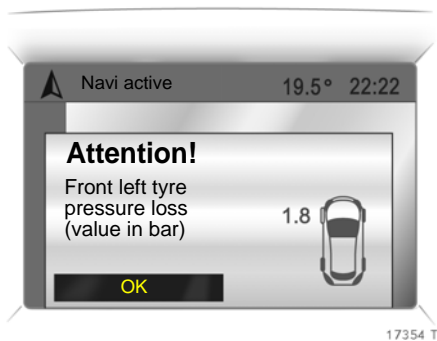 Navi active 19.5° 22:22
Attention!
Front left tyre
pressure loss
(value in bar)
1.8
OK
17354 T